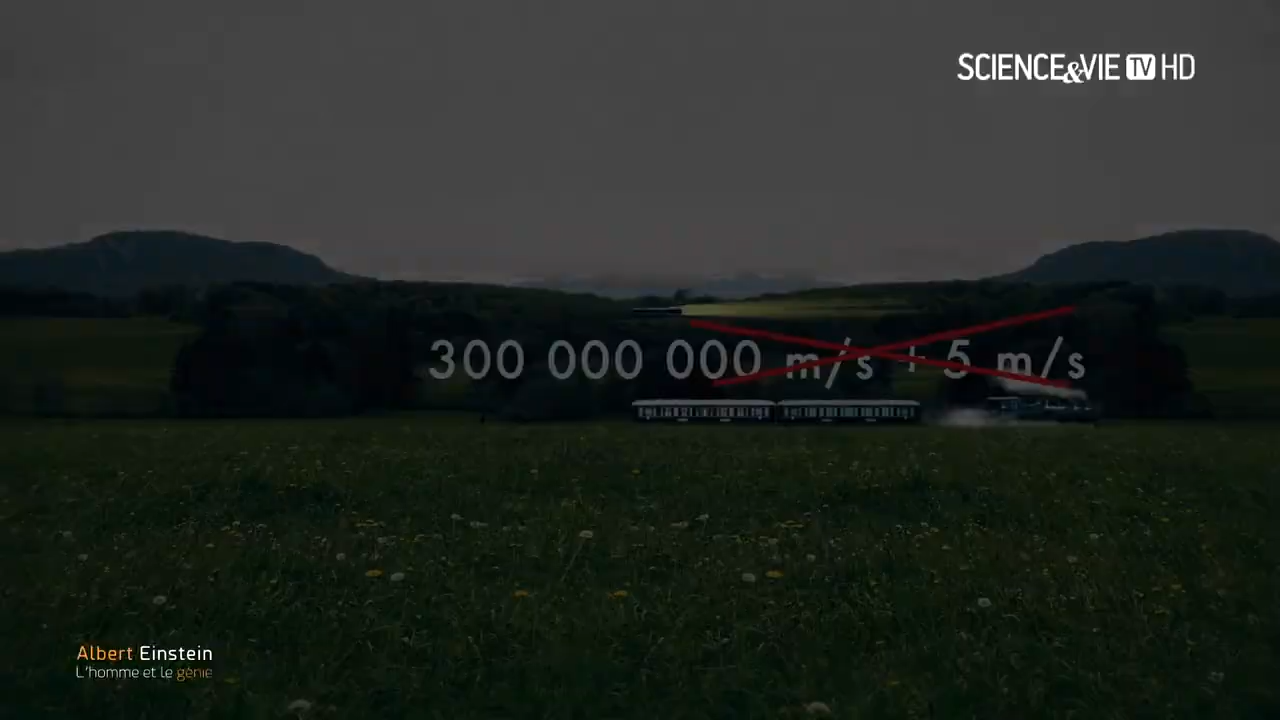 SCIENCE&VIE TV HD
300 000 000 m/s + 5 m/s
Albert Einstein
L'homme et le génie